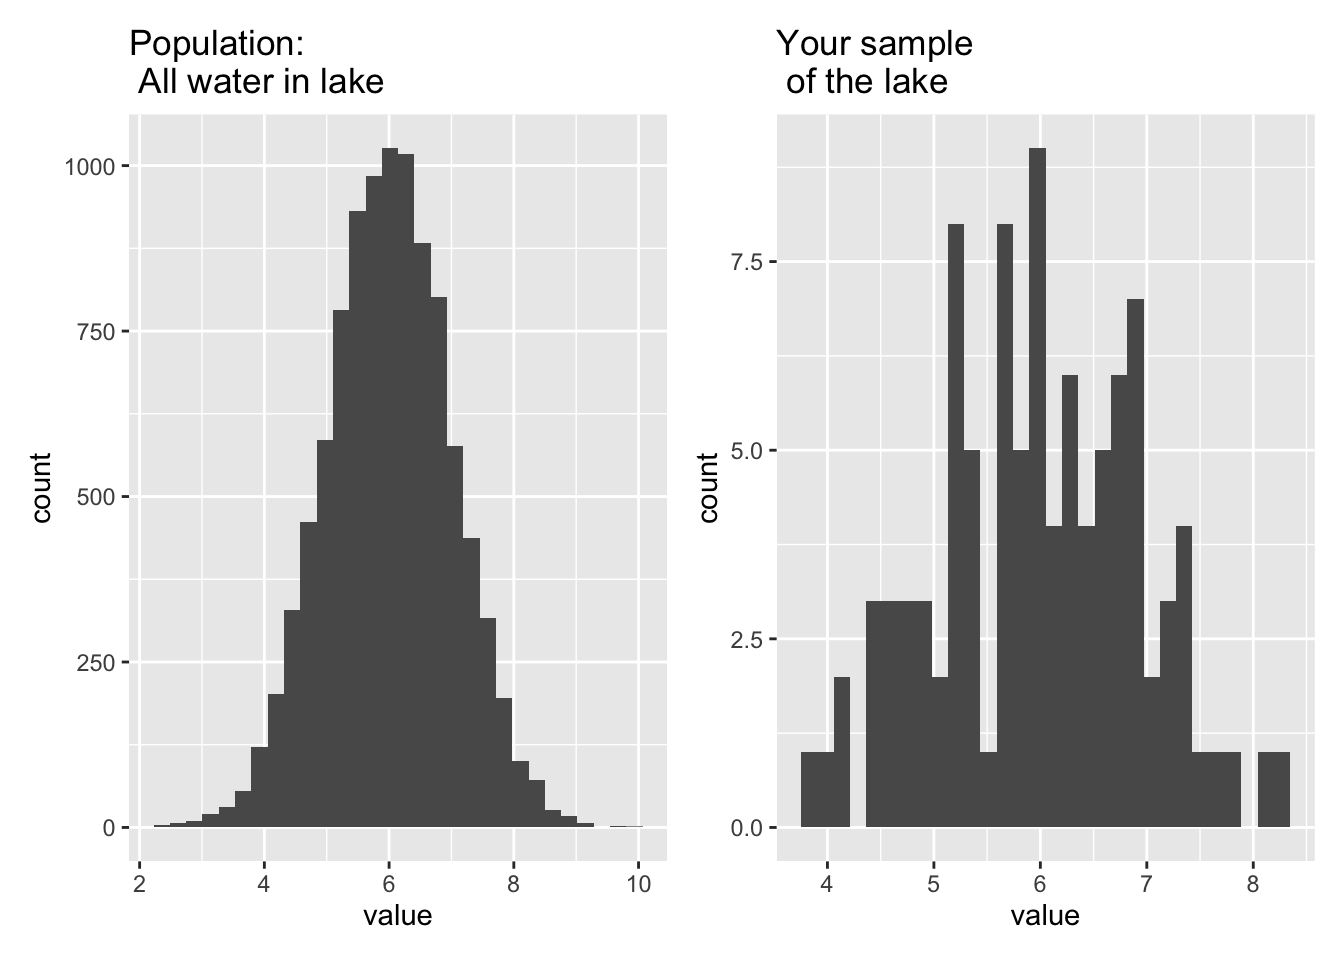 Population:
All water in lake
1000
750
500
250
0
count
2 4 6 8 10
value
Your sample
of the lake
7.5
5.0
2.5
0.0
count
4 5 6 7 8
value